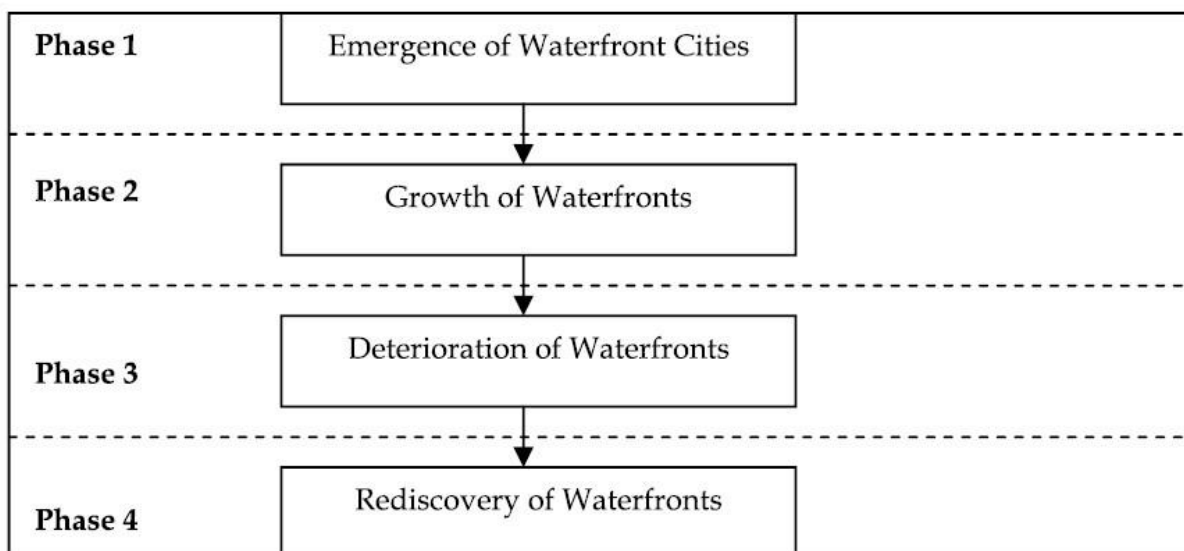 Phase 1
Emergence of Waterfront Cities
Phase 2
Growth of Waterfronts
Phase 3
Deterioration of Waterfronts
Phase 4
Rediscovery of Waterfronts